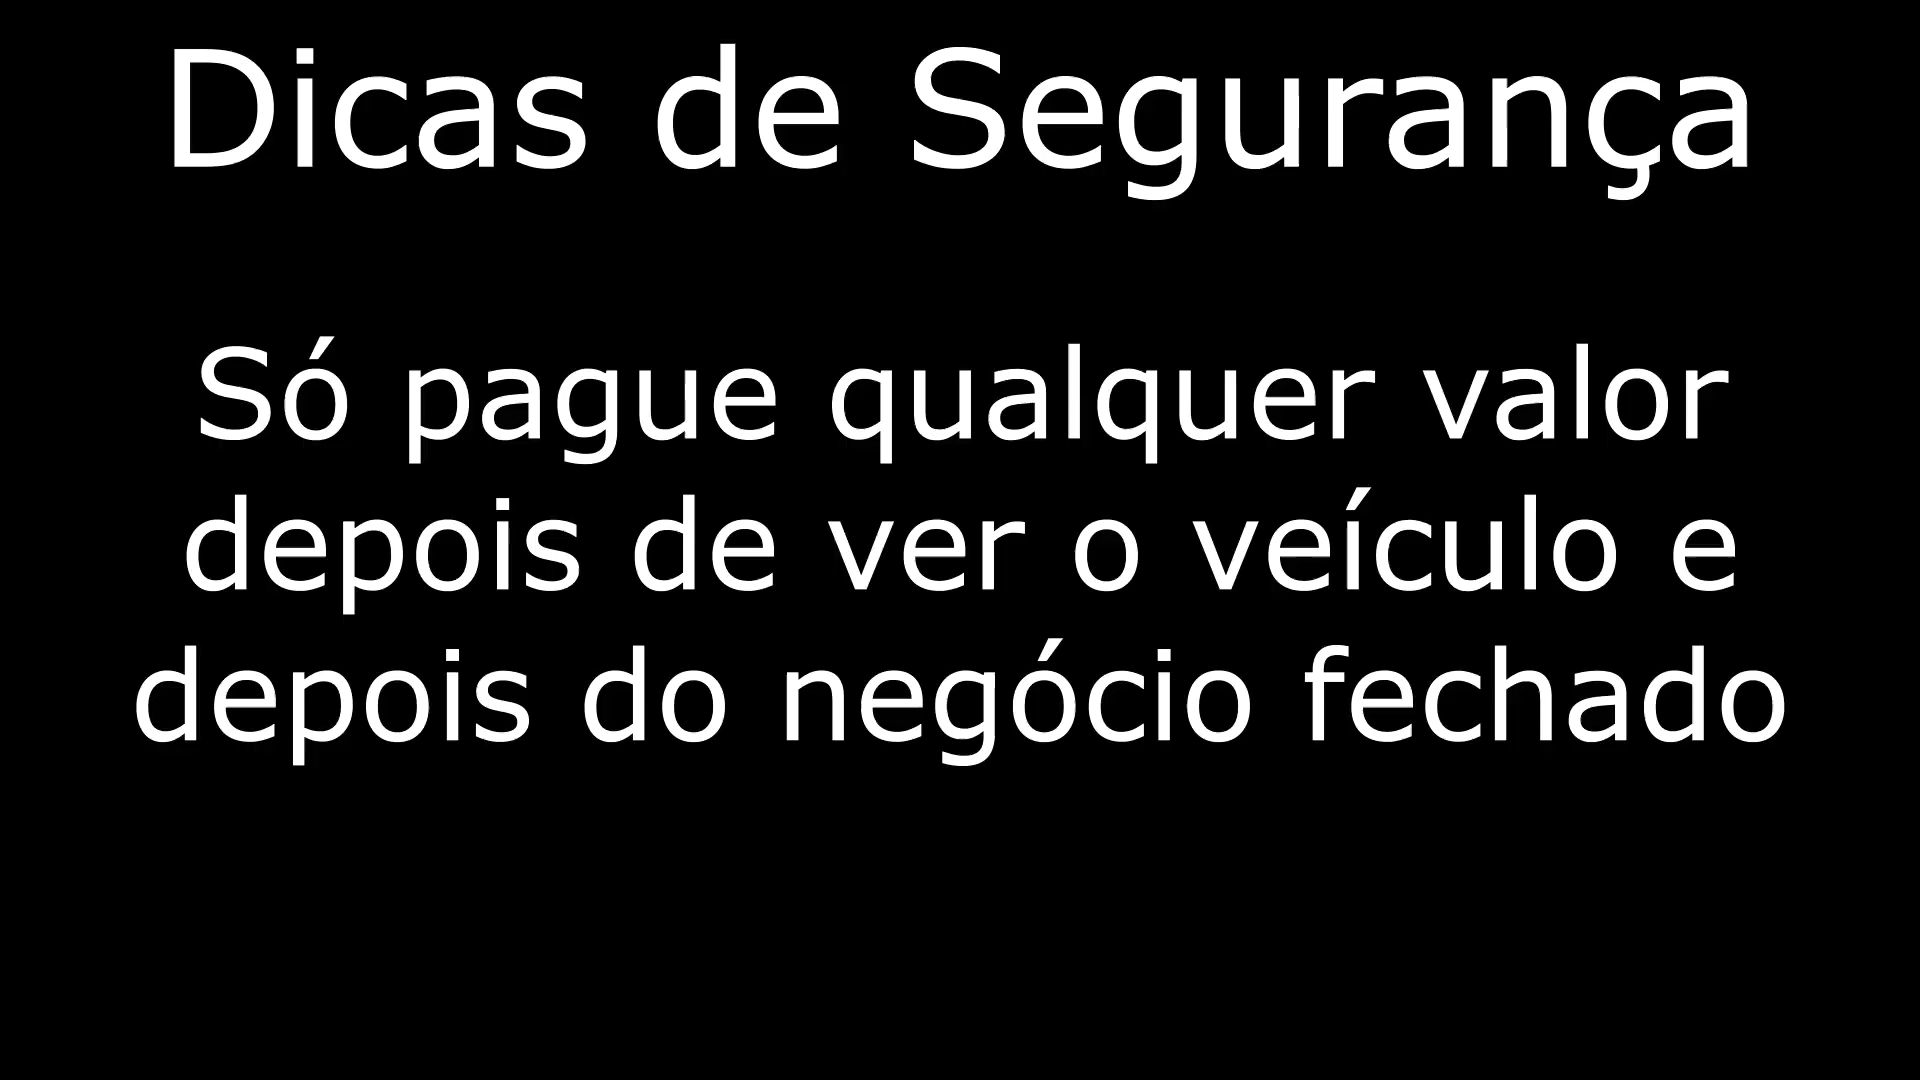 Dicas de Segurança
Só pague qualquer valor
depois de ver o veículo e
depois do negócio fechado